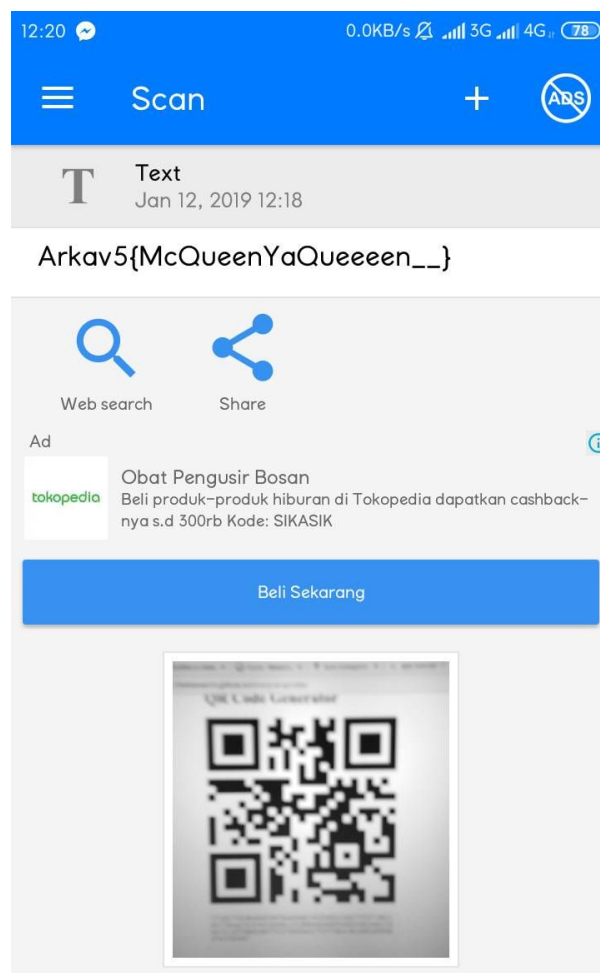 12:20 0.0KB/s 3G 4G 78
Scan + ADS
T Text
Jan 12, 2019 12:18
Arkav5{McQueenYaQueeeen__}
Web search Share
Ad
tokopedia
Obat Pengusir Bosan
Beli produk-produk hiburan di Tokopedia dapatkan cashback-
nya s.d 300rb Kode: SIKASIK
Beli Sekarang
QR Code Generator